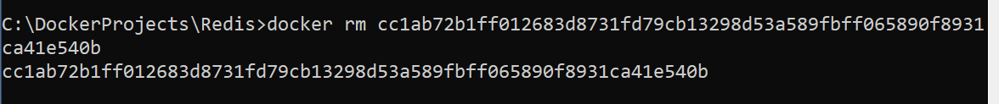 C:\DockerProjects\Redis>docker rm cc1ab72b1ff012683d8731fd79cb13298d53a589fbff065890f8931
ca41e540b
cc1ab72b1ff012683d8731fd79cb13298d53a589fbff065890f8931ca41e540b